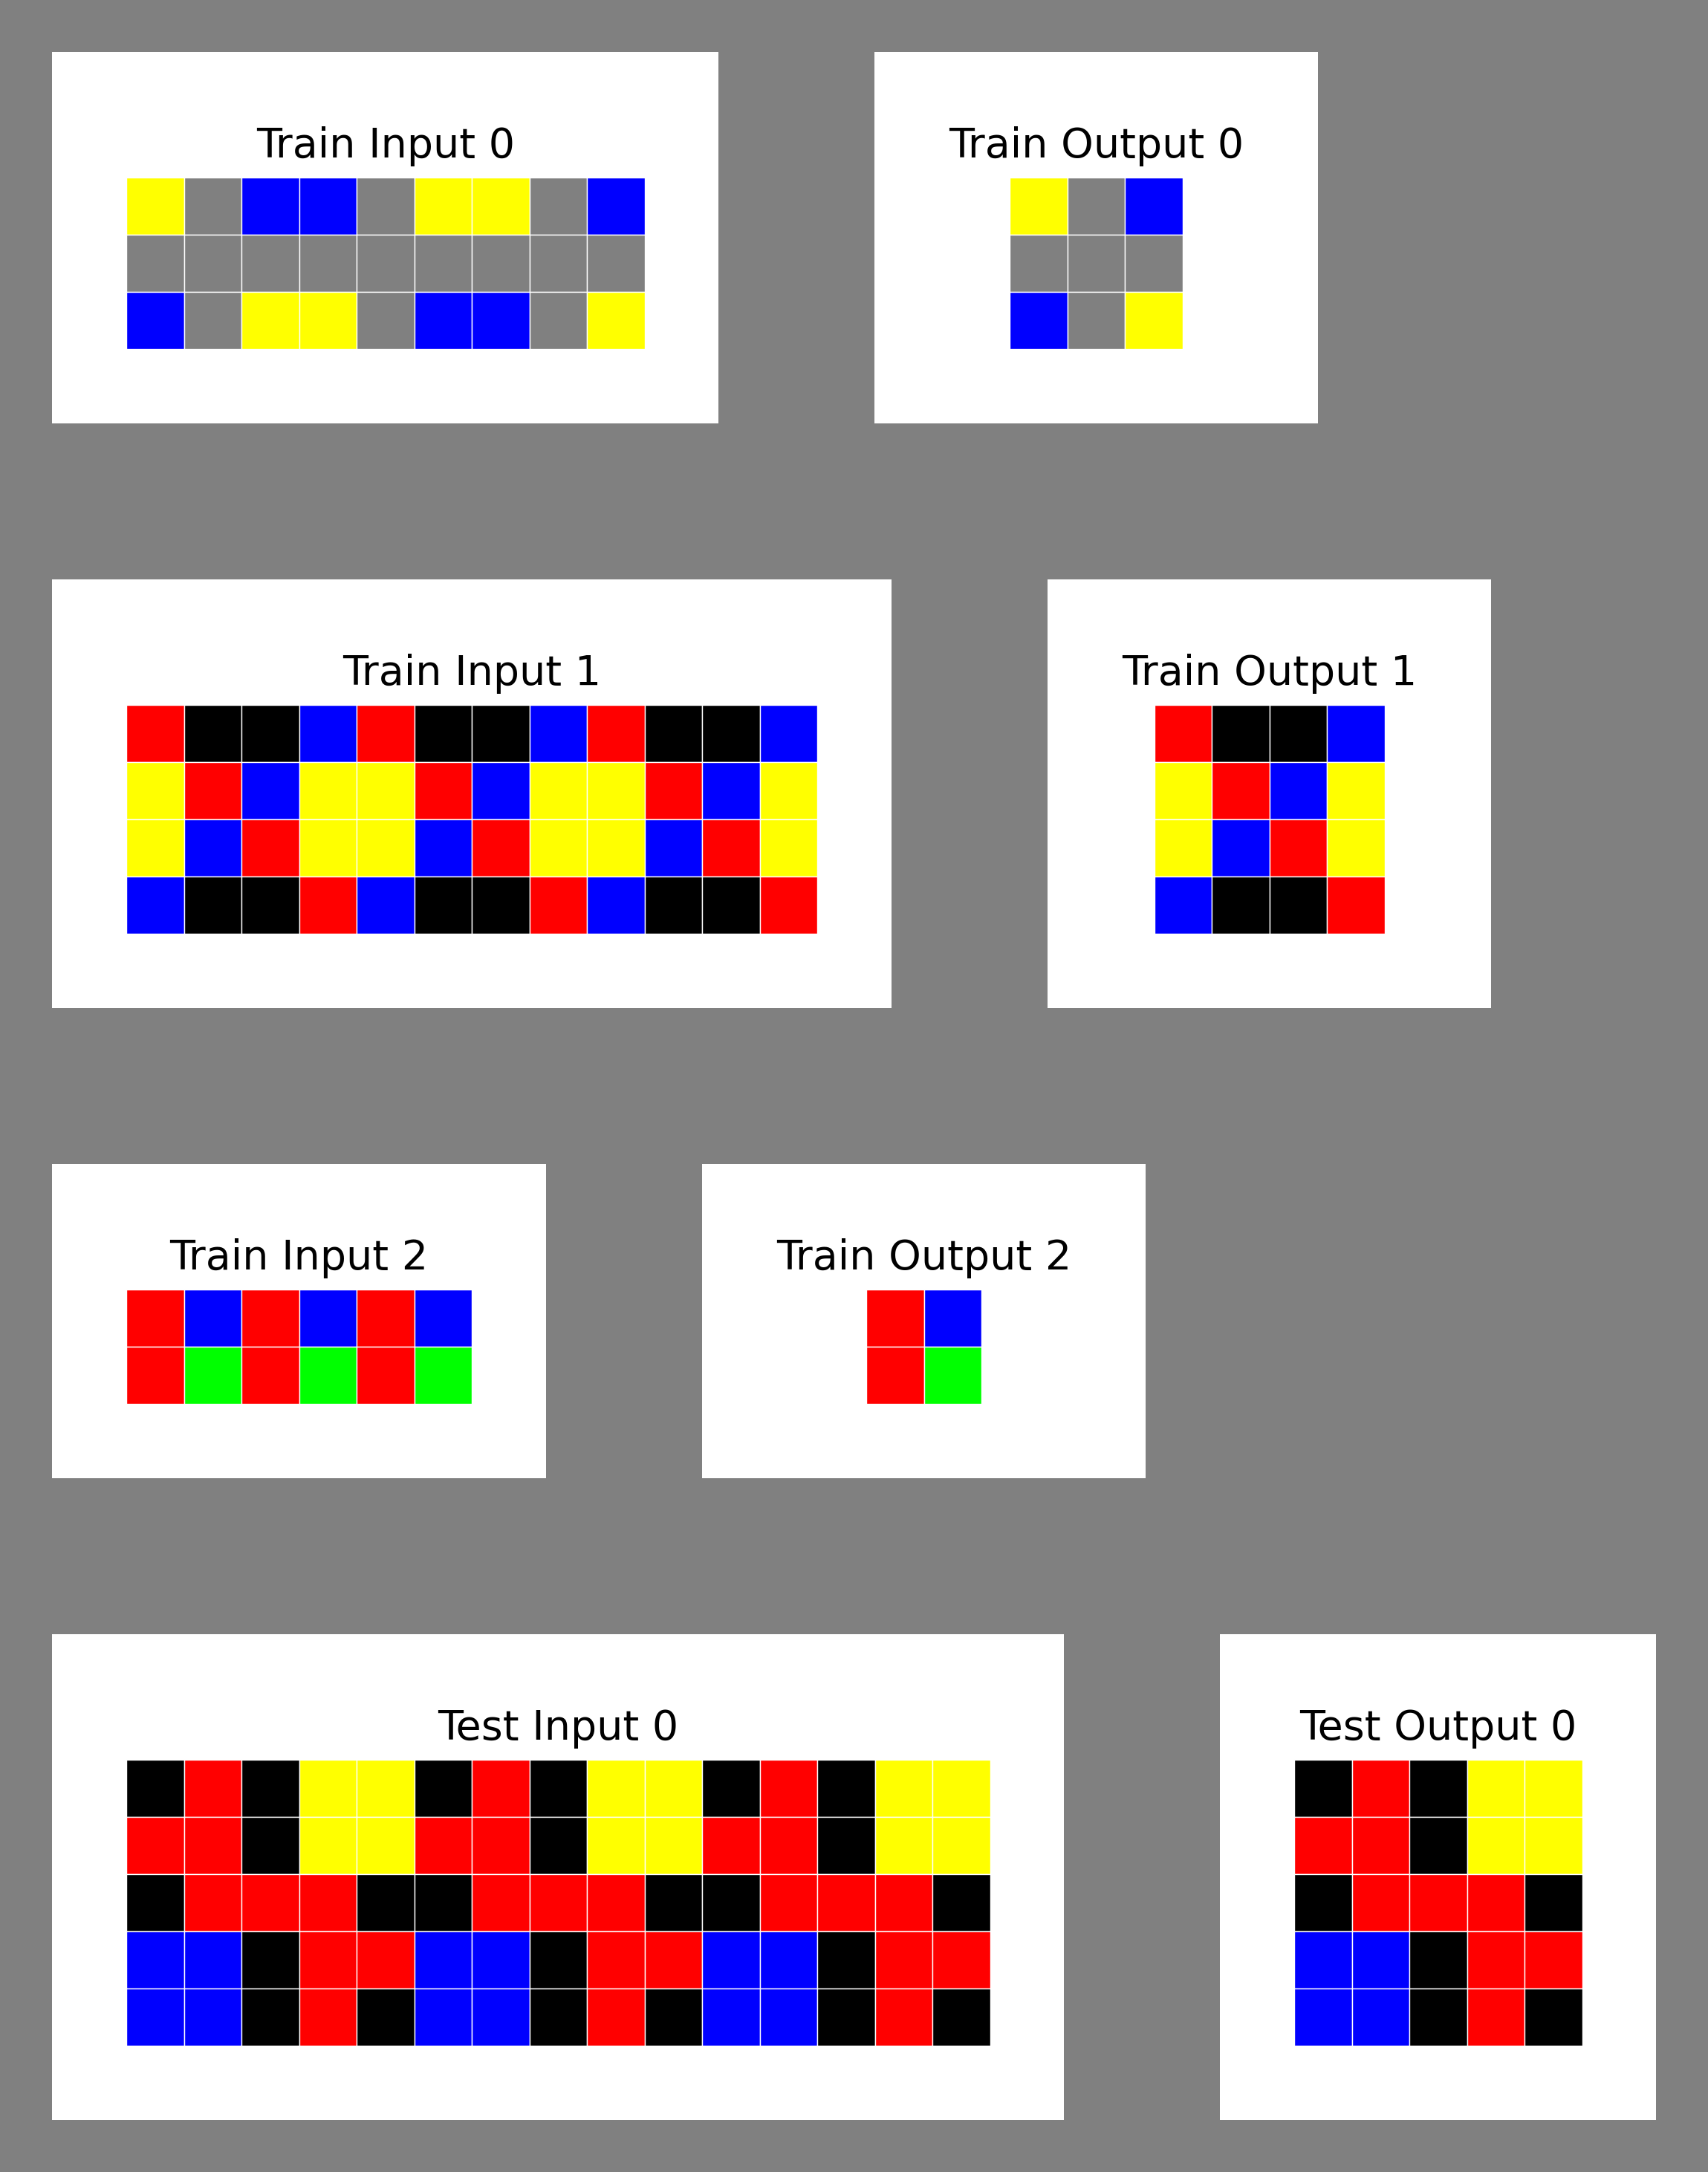 Train Input 0
Train Output 0
Train Input 1
Train Output 1
Train Input 2
Train Output 2
Test Input 0
Test Output 0